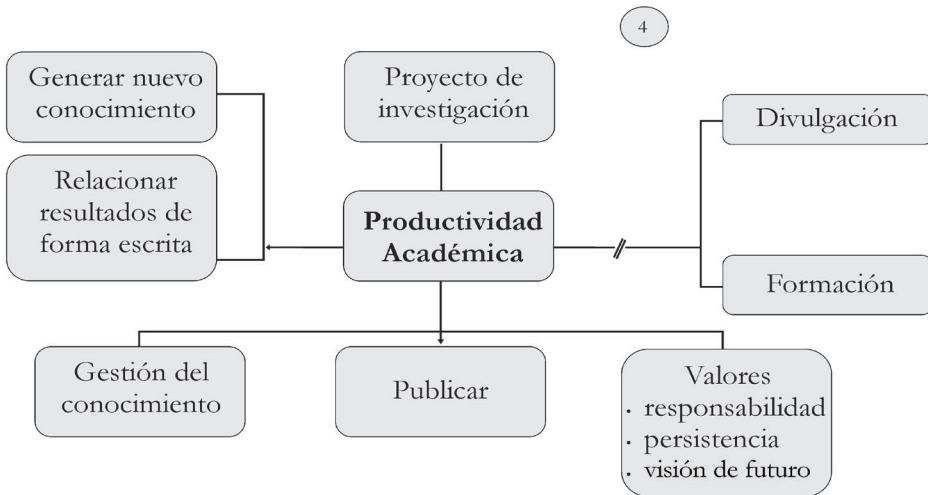 4
Generar nuevo
conocimiento
Proyecto de
investigación
Divulgación
Relacionar
resultados de
forma escrita
Productividad
Académica
Formación
Gestión del
conocimiento
Publicar
Valores
· responsabilidad
· persistencia
· visión de futuro